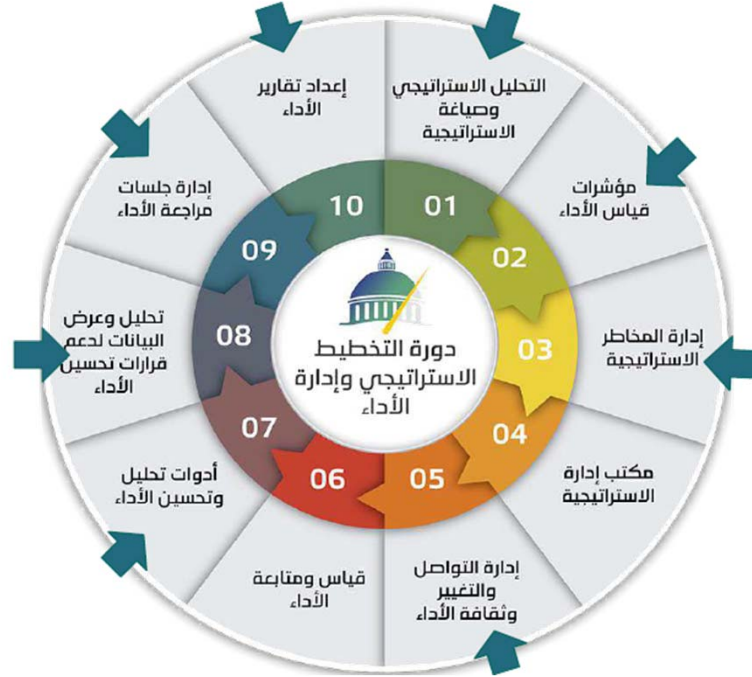 دورة التخطيط
الاستراتيجي وإدارة
الأداء
01
التحليل الاستراتيجي
وصياغة
الاستراتيجية
02
مؤشرات
قياس الأداء
03
إدارة المخاطر
الاستراتيجية
04
مكتب إدارة
الاستراتيجية
05
إدارة التواصل
والتغيير
وثقافة الأداء
06
قياس ومتابعة
الأداء
07
أدوات تحليل
وتحسين الأداء
08
تحليل وعرض
البيانات لدعم
قرارات تحسين
الأداء
09
إدارة جلسات
مراجعة الأداء
10
إعداد تقارير
الأداء